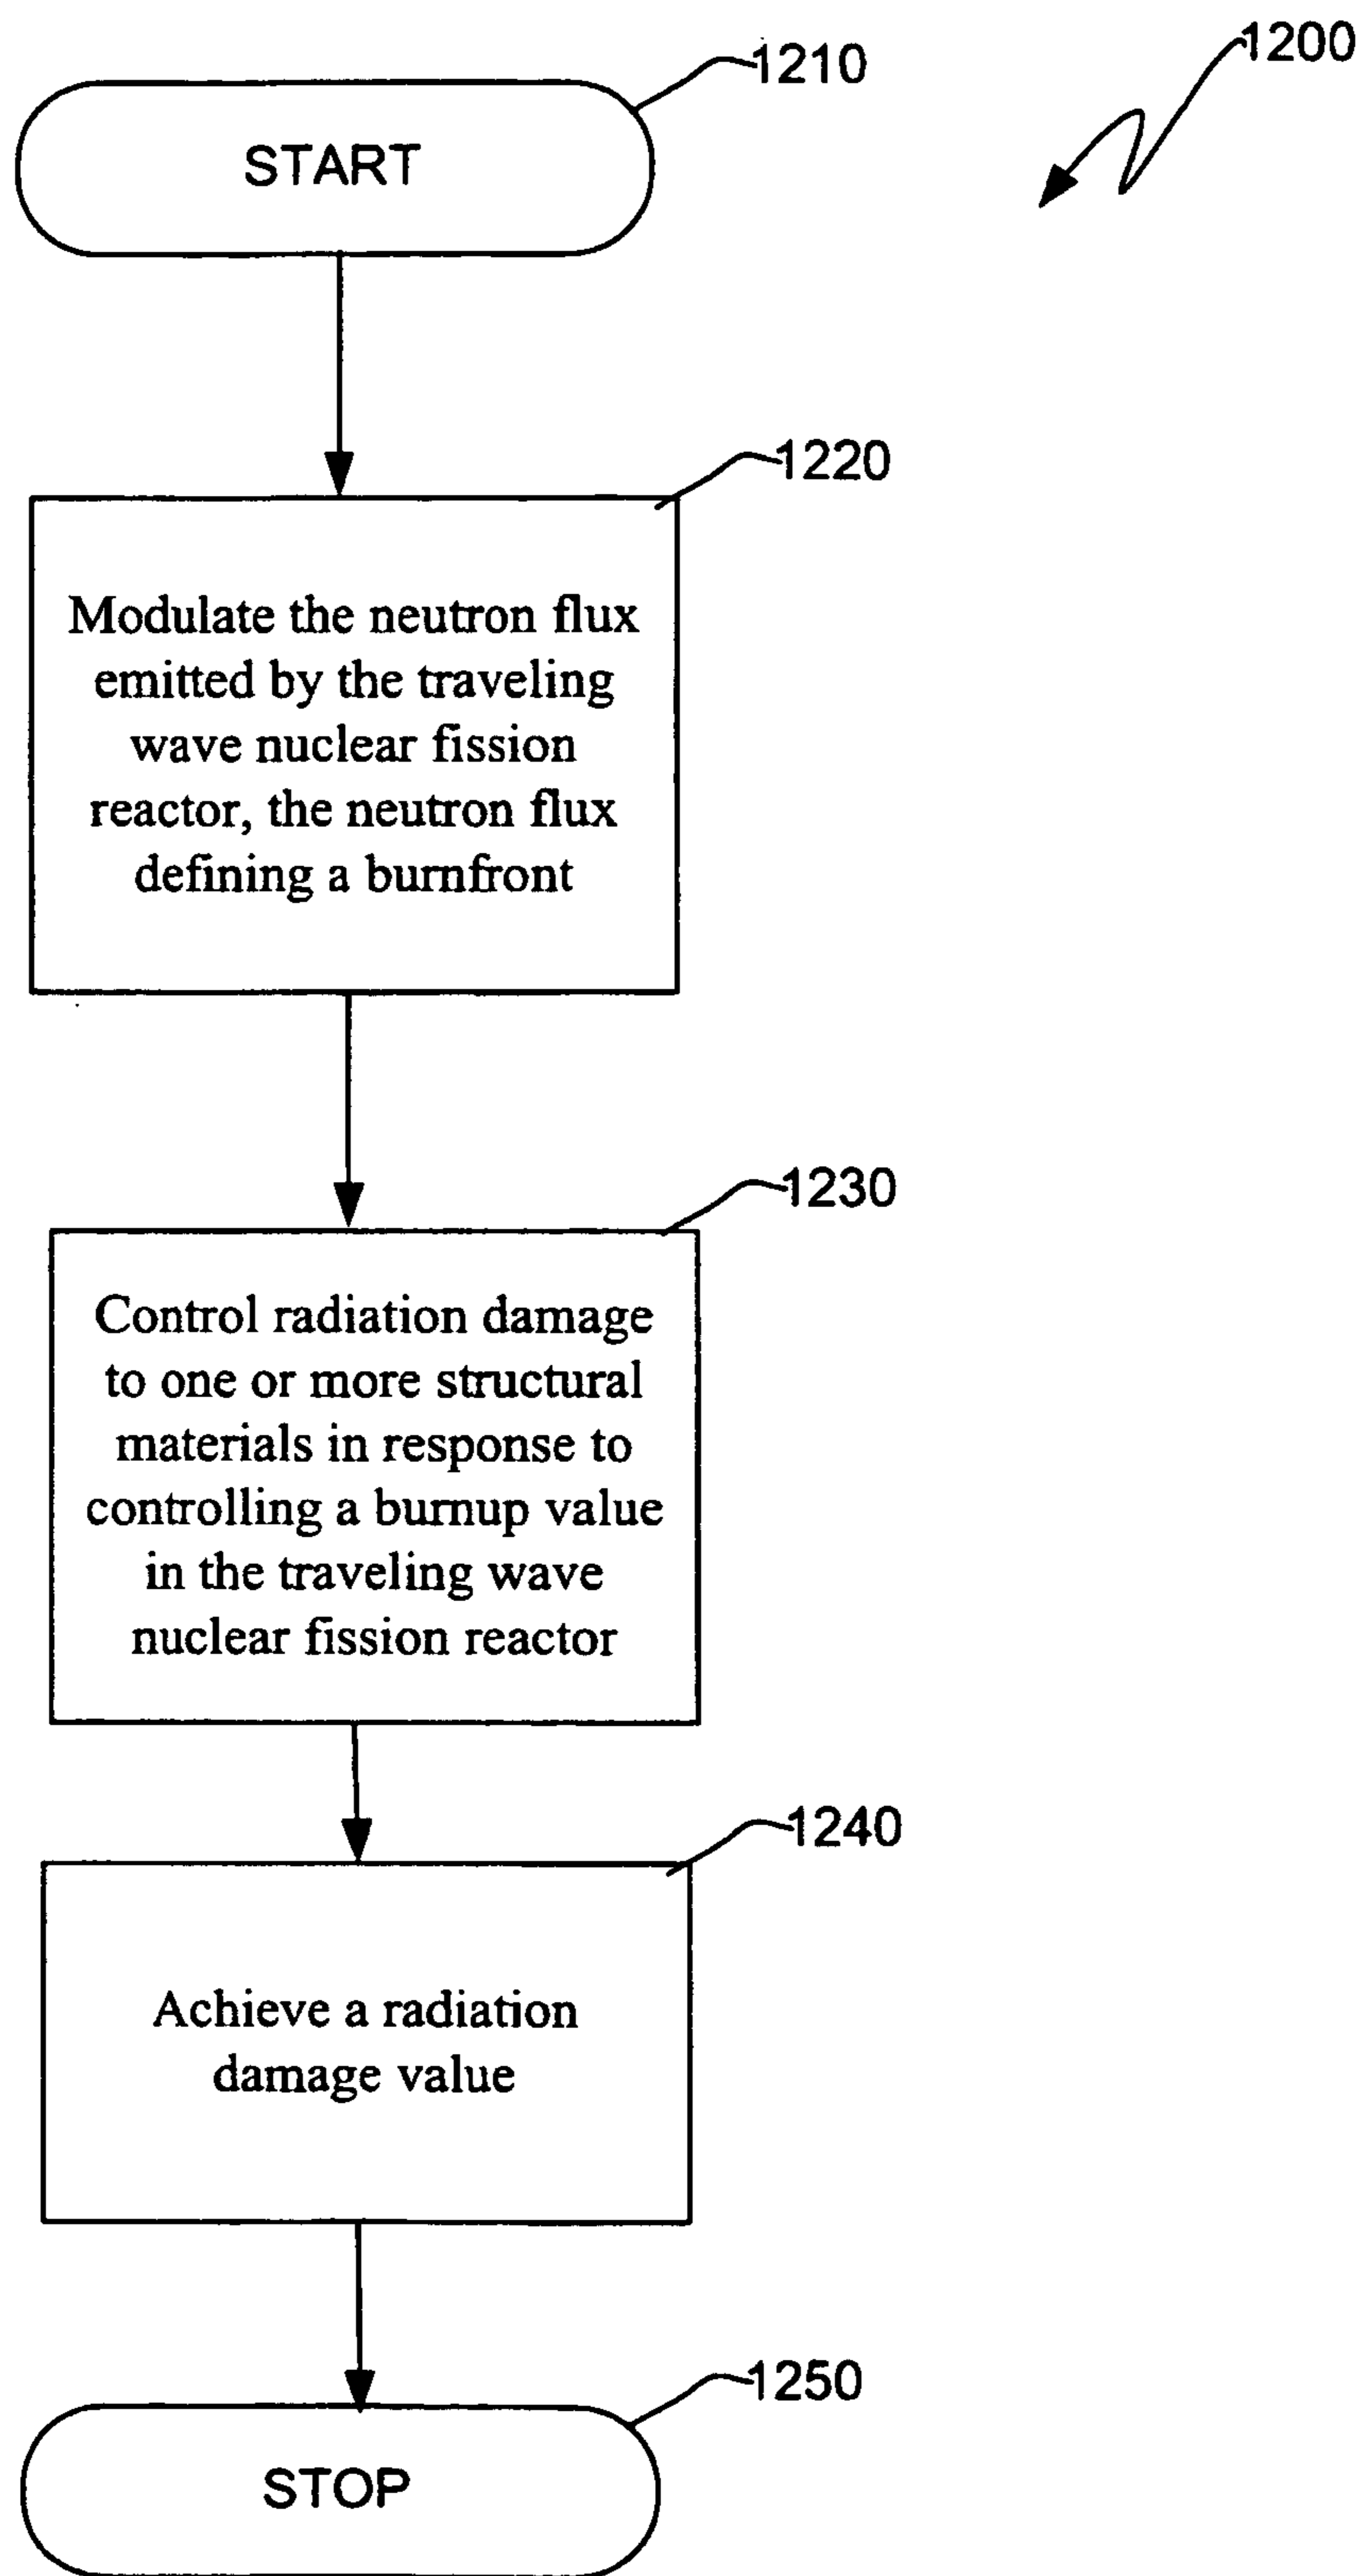 1200
1210
START
1220
Modulate the neutron flux
emitted by the traveling
wave nuclear fission
reactor, the neutron flux
defining a burnfront
1230
Control radiation damage
to one or more structural
materials in response to
controlling a burnup value
in the traveling wave
nuclear fission reactor
1240
Achieve a radiation
damage value
1250
STOP